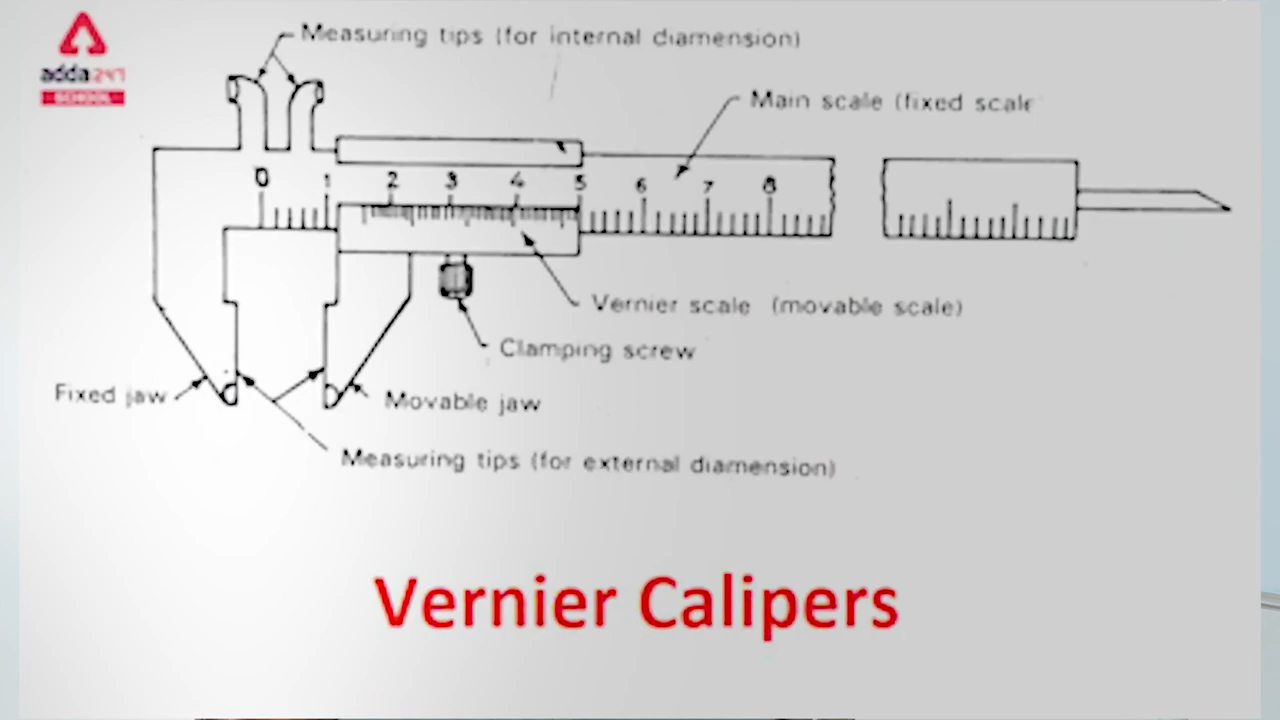 adda247
SCHOOL
Measuring tips (for internal diamension)
Main scale (fixed scale
0 1 2 3 4 5 6 7 8
Vernier scale (movable scale)
Clamping screw
Fixed jaw
Movable jaw
Measuring tips (for external diamension)
Vernier Calipers